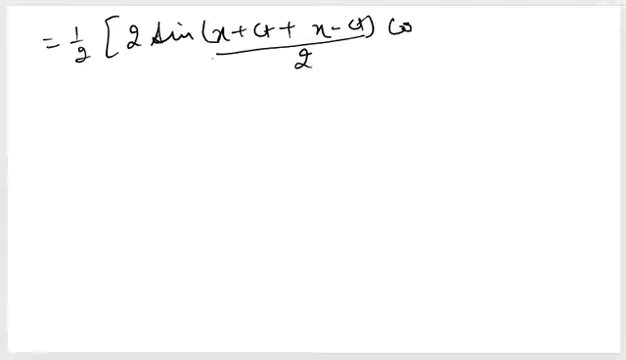 = 1/2 [ 2 sin (x + ct + x - ct) / 2 co